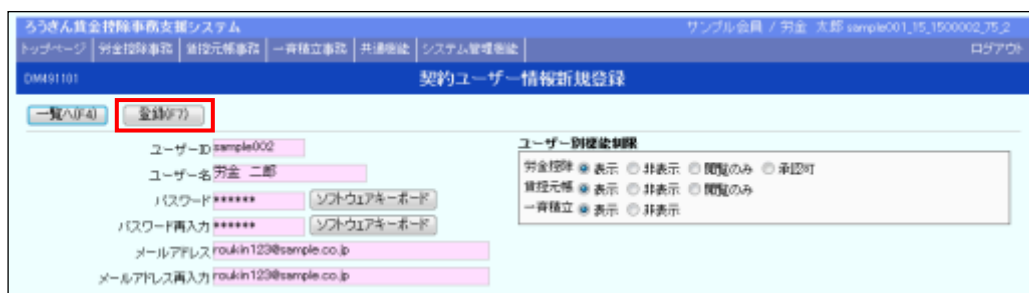 ろうきん賃金控除事務支援システム
サンプル会員 / 労金 太郎 sample001_15_1500002_75_2
トップページ 労金控除事務 賃控元帳事務 一斉積立事務 共通機能 システム管理機能 ログアウト
DM491101 契約ユーザー情報新規登録
一覧へ(F4) 登録(F7)
ユーザーID sample002
ユーザー名 労金 二郎
パスワード ****** ソフトウェアキーボード
パスワード再入力 ****** ソフトウェアキーボード
メールアドレス roukin123@sample.co.jp
メールアドレス再入力 roukin123@sample.co.jp
ユーザー別機能制限
労金控除 表示 非表示 閲覧のみ 承認可
賃控元帳 表示 非表示 閲覧のみ
一斉積立 表示 非表示